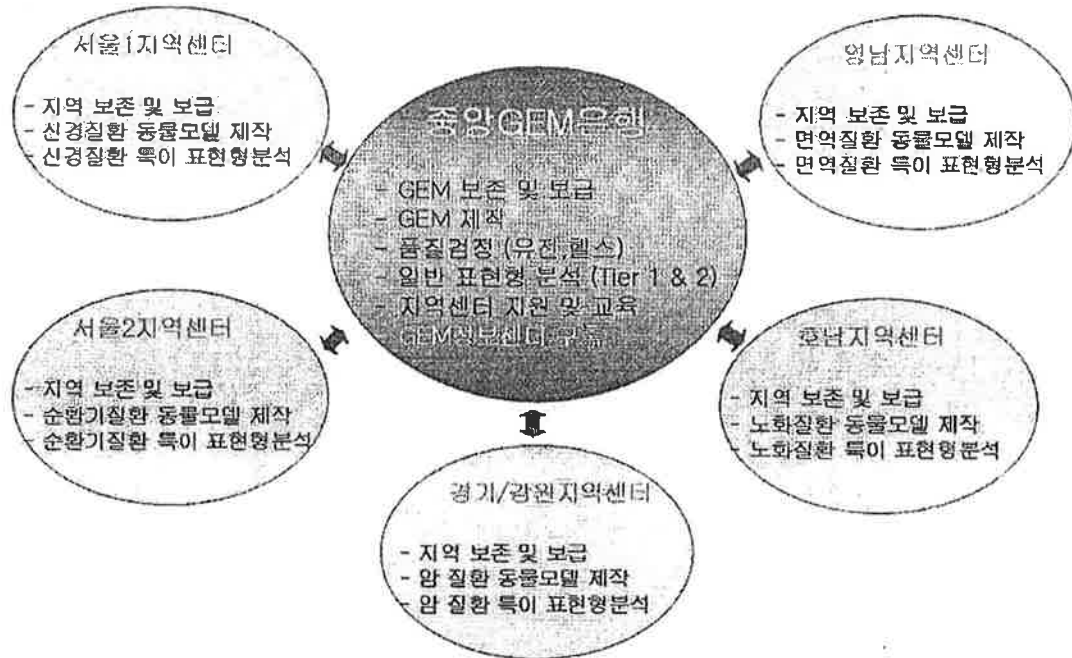 서울1지역센터
- 지역 보존 및 보급
- 신경질환 동물모델 제작
- 신경질환 특이 표현형분석
영남지역센터
- 지역 보존 및 보급
- 면역질환 동물모델 제작
- 면역질환 특이 표현형분석
중앙GEM은행
- GEM 보존 및 보급
- GEM 제작
- 품질검정 (유전,헬스)
- 일반 표현형 분석 (Tier 1 & 2)
- 지역센터 지원 및 교육
GEM정보센터 구축
서울2지역센터
- 지역 보존 및 보급
- 순환기질환 동물모델 제작
- 순환기질환 특이 표현형분석
호남지역센터
- 지역 보존 및 보급
- 노화질환 동물모델 제작
- 노화질환 특이 표현형분석
경기/강원지역센터
- 지역 보존 및 보급
- 암 질환 동물모델 제작
- 암 질환 특이 표현형분석